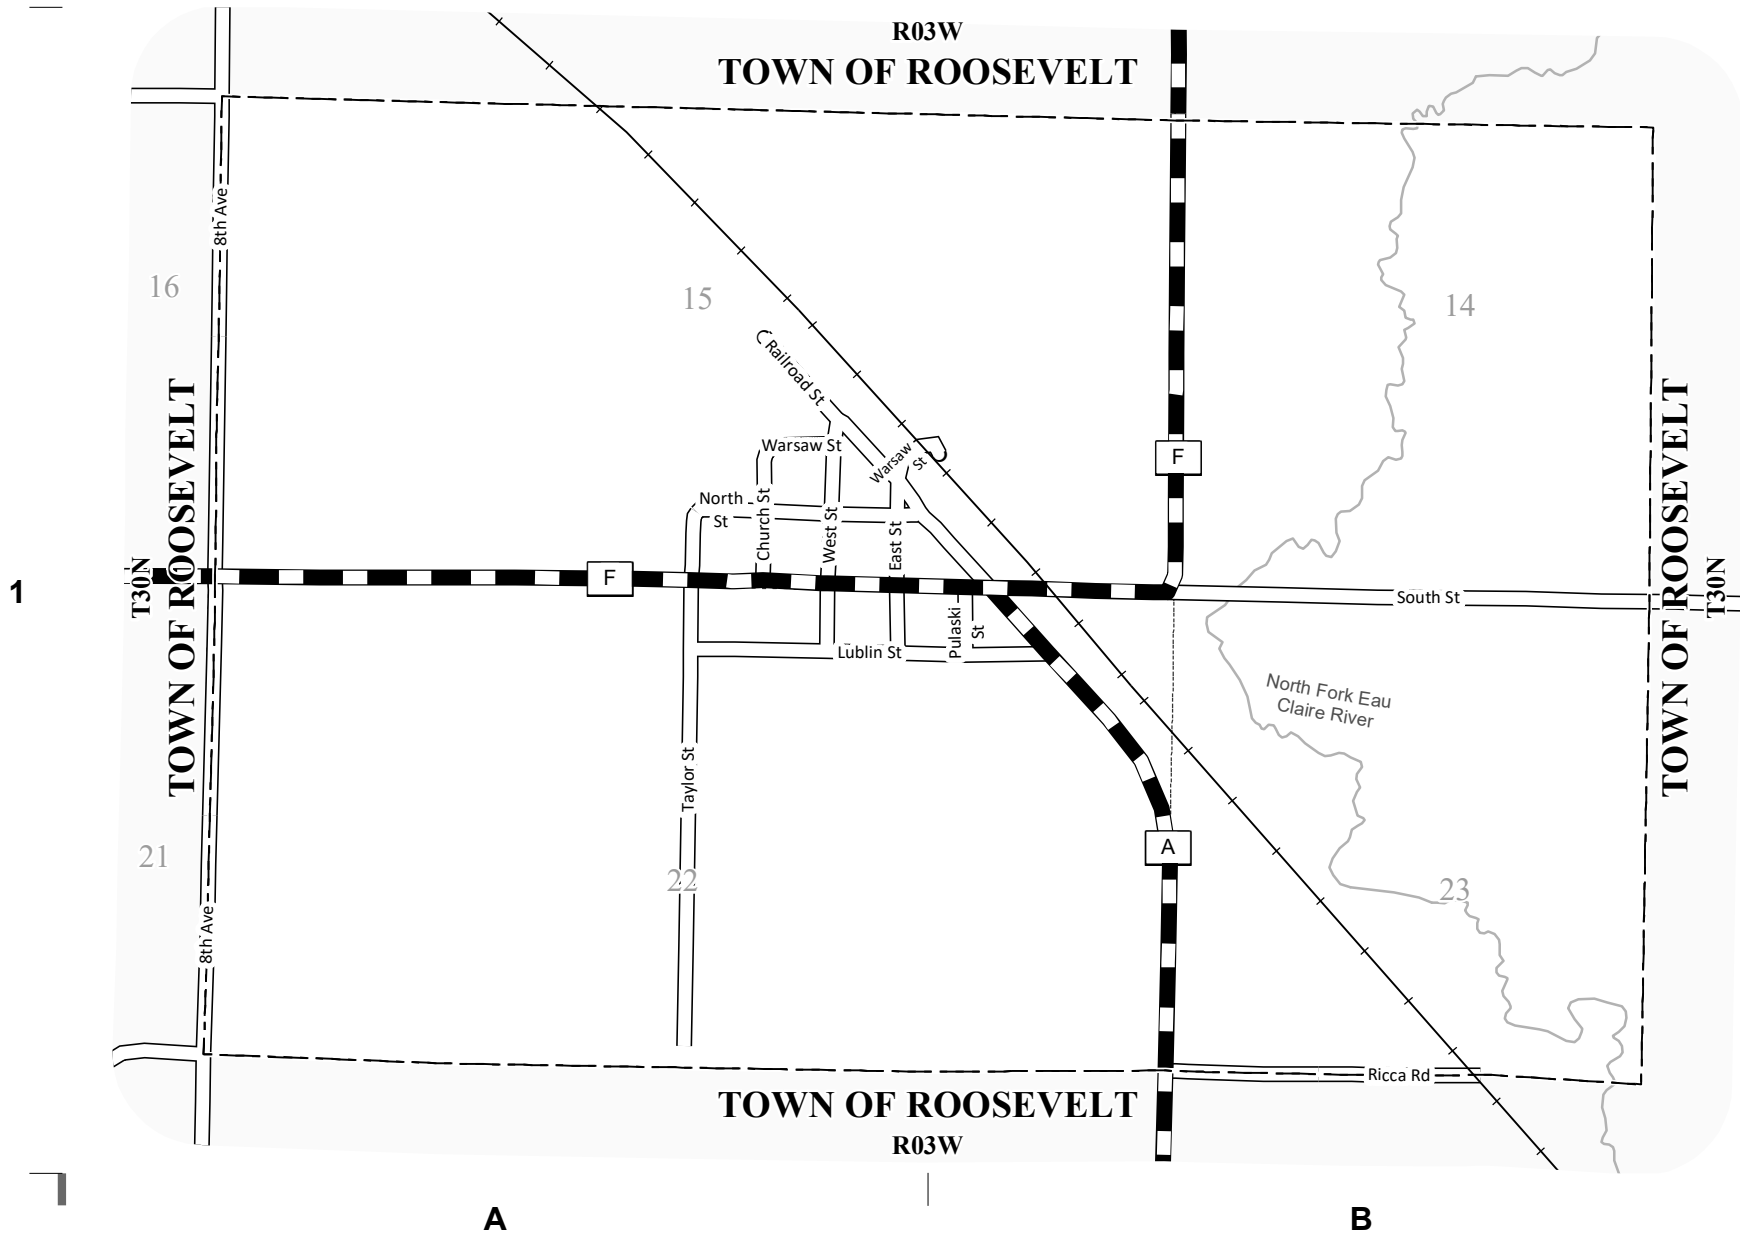 R03W
TOWN OF ROOSEVELT
8th Ave
16
15
14
TOWN OF ROOSEVELT
TOWN OF ROOSEVELT
Railroad St
Warsaw St
Warsaw
St
F
North
St
Church St
West St
East St
1
T30N
F
South St
T30N
Pulaski
St
Lublin St
North Fork Eau
Claire River
Taylor St
A
21
22
23
8th Ave
Ricca Rd
TOWN OF ROOSEVELT
R03W
A
B